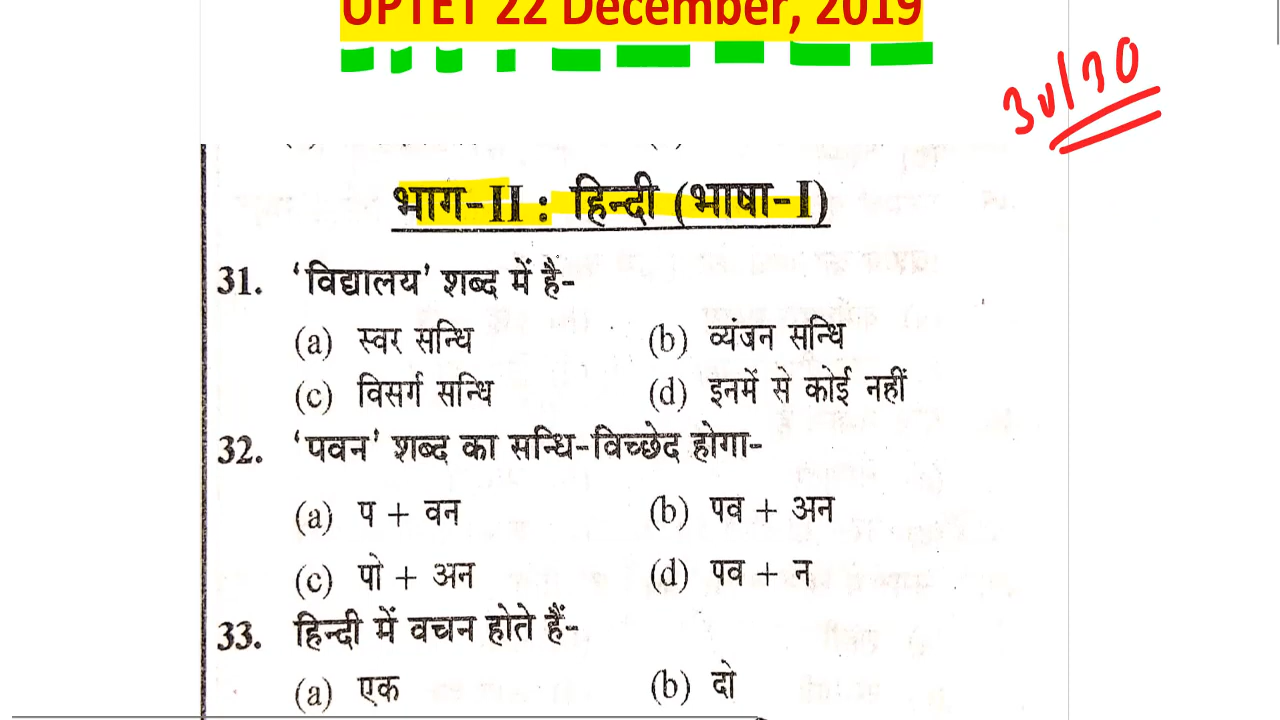 UPTET 22 December, 2019
30/30
भाग-II : हिन्दी (भाषा-I)
31. 'विद्यालय' शब्द में है-
(a) स्वर सन्धि (b) व्यंजन सन्धि
(c) विसर्ग सन्धि (d) इनमें से कोई नहीं
32. 'पवन' शब्द का सन्धि-विच्छेद होगा-
(a) प + वन (b) पव + अन
(c) पो + अन (d) पव + न
33. हिन्दी में वचन होते हैं-
(a) एक (b) दो